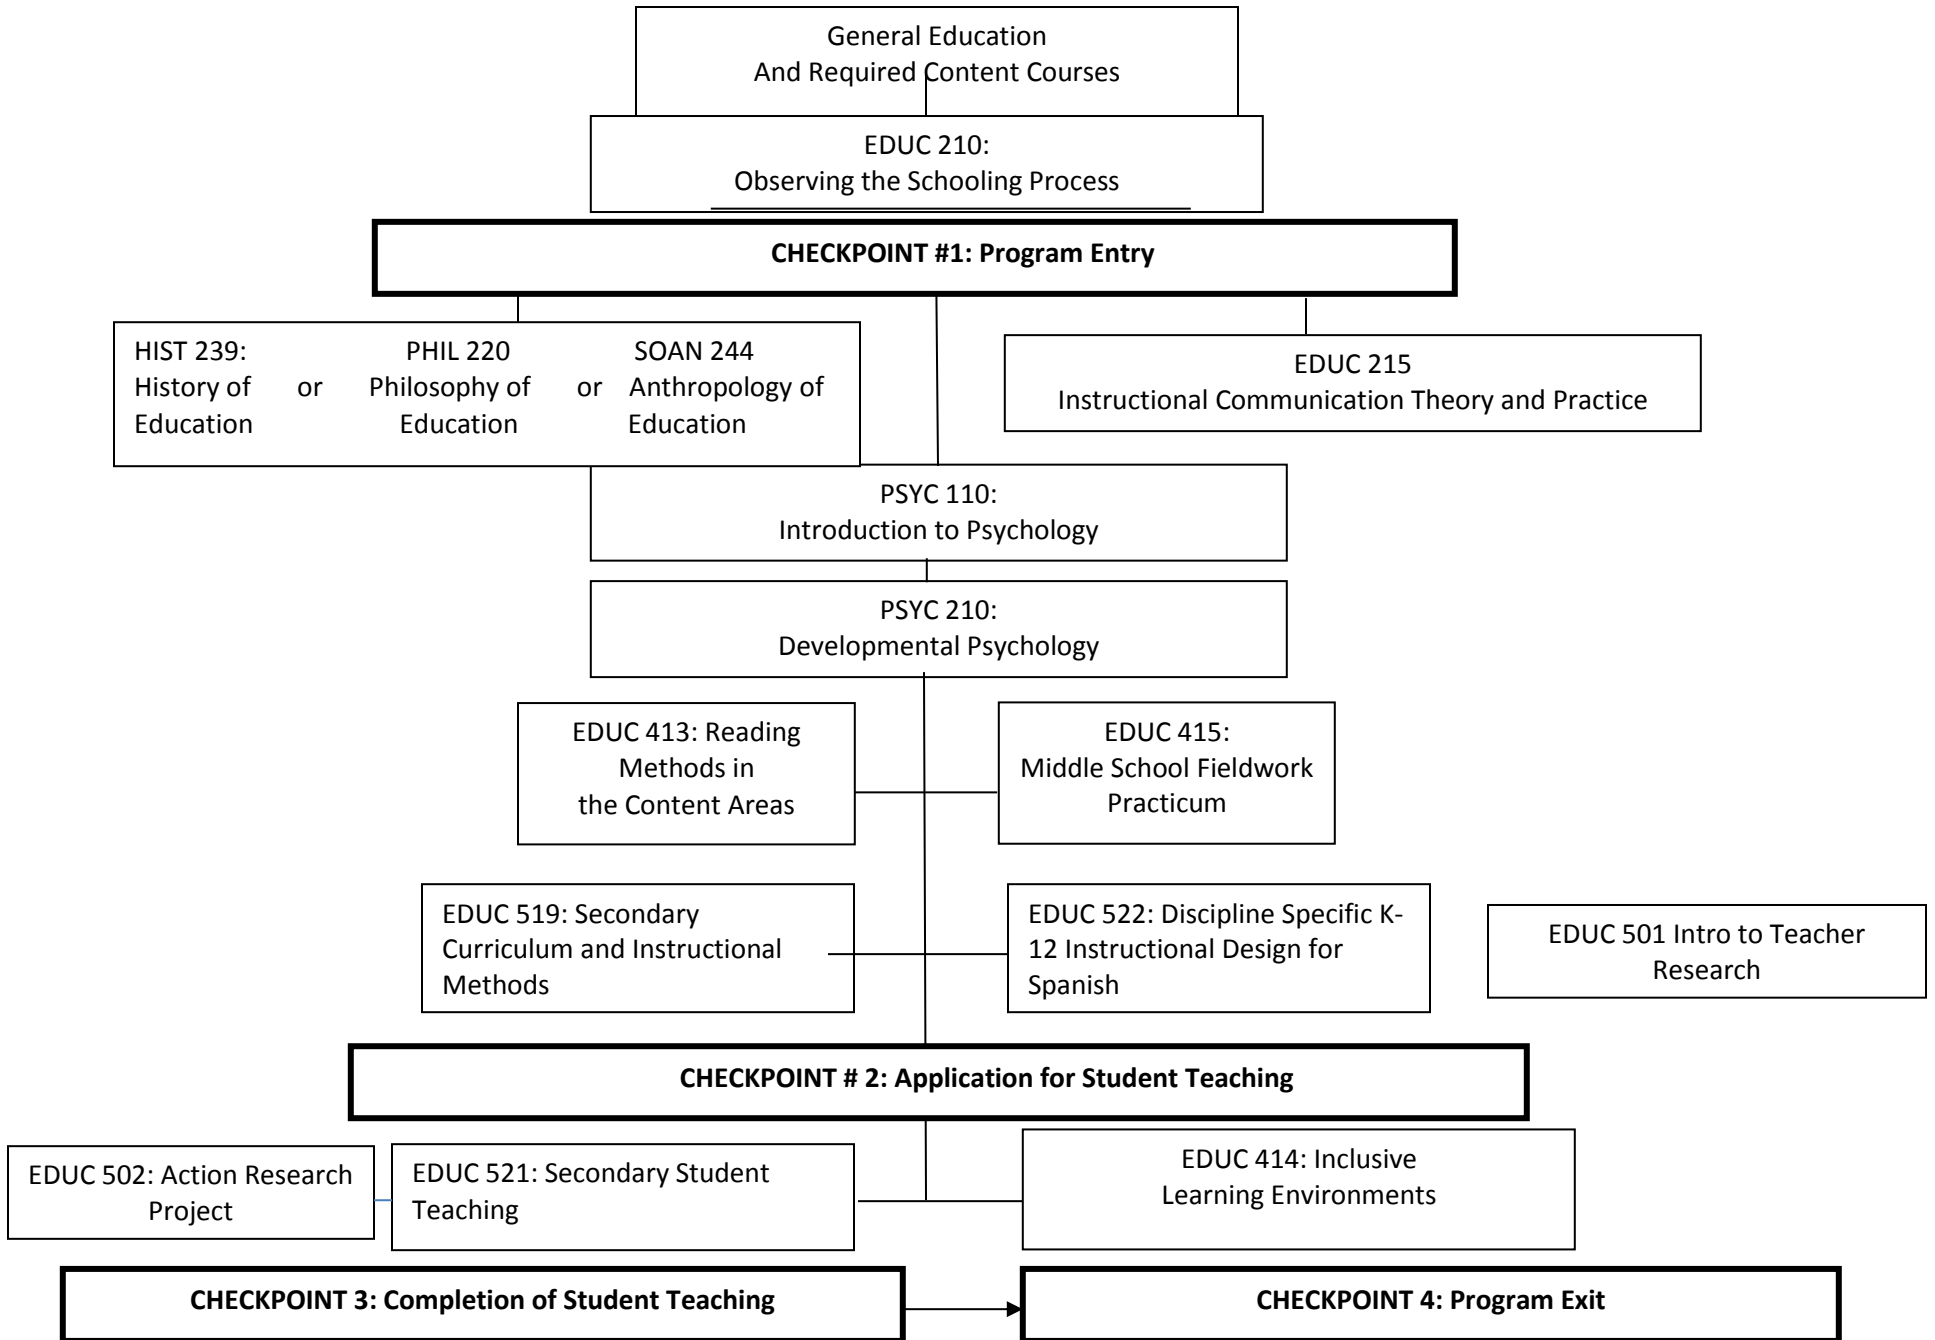 General Education
And Required Content Courses
EDUC 210:
Observing the Schooling Process
CHECKPOINT #1: Program Entry
HIST 239: PHIL 220 SOAN 244
History of or Philosophy of or Anthropology of
Education Education Education
EDUC 215
Instructional Communication Theory and Practice
PSYC 110:
Introduction to Psychology
PSYC 210:
Developmental Psychology
EDUC 413: Reading
Methods in
the Content Areas
EDUC 415:
Middle School Fieldwork
Practicum
EDUC 519: Secondary
Curriculum and Instructional
Methods
EDUC 522: Discipline Specific K-
12 Instructional Design for
Spanish
EDUC 501 Intro to Teacher
Research
CHECKPOINT # 2: Application for Student Teaching
EDUC 502: Action Research
Project
EDUC 521: Secondary Student
Teaching
EDUC 414: Inclusive
Learning Environments
CHECKPOINT 3: Completion of Student Teaching
CHECKPOINT 4: Program Exit